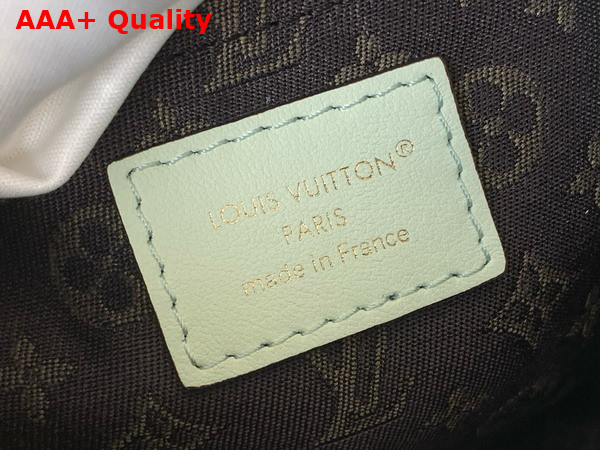 AAA+ Quality
LOUIS VUITTON®
PARIS
made in France